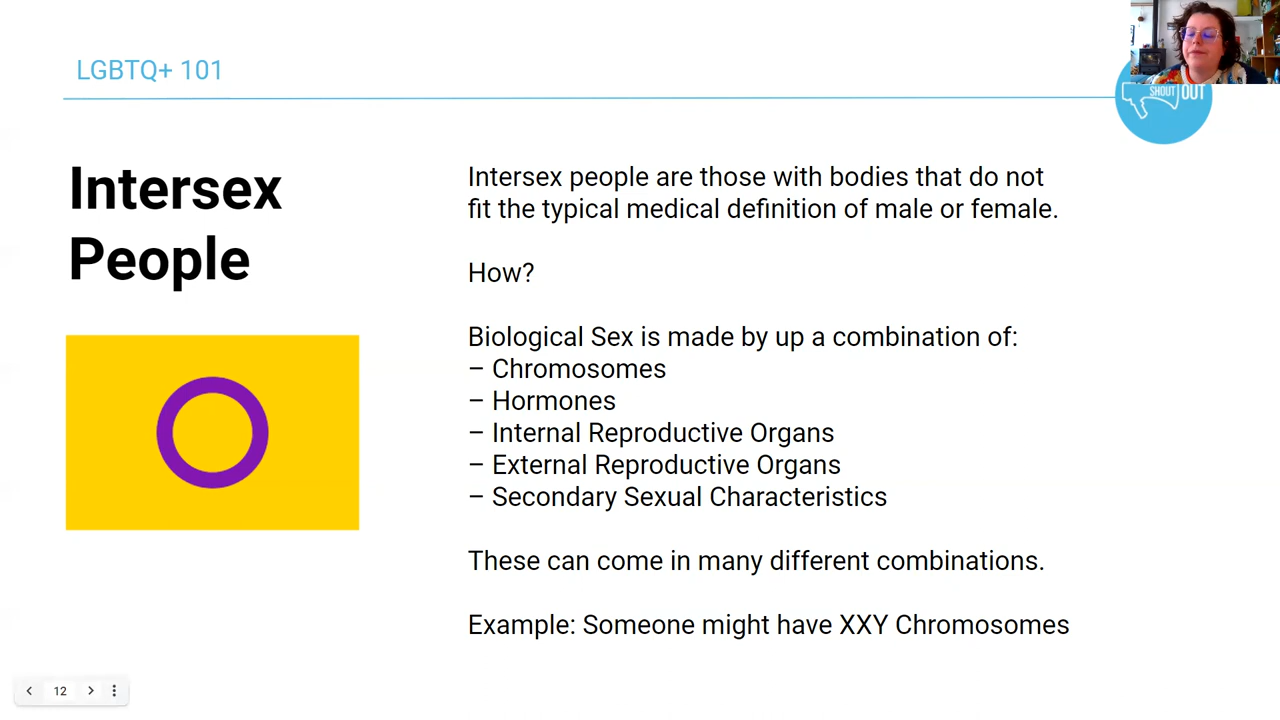 LGBTQ+ 101
SHOUT OUT
Intersex
People
Intersex people are those with bodies that do not
fit the typical medical definition of male or female.
How?
Biological Sex is made by up a combination of:
– Chromosomes
– Hormones
– Internal Reproductive Organs
– External Reproductive Organs
– Secondary Sexual Characteristics
These can come in many different combinations.
Example: Someone might have XXY Chromosomes
12